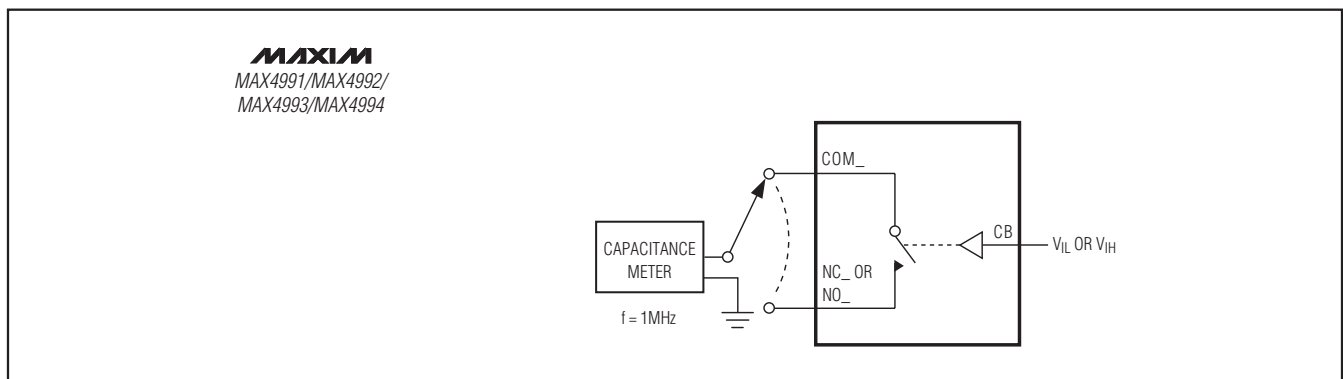 MAXIM
MAX4991/MAX4992/
MAX4993/MAX4994
COM_
CAPACITANCE
METER
f = 1MHz
NC_ OR
NO_
CB
VIL OR VIH